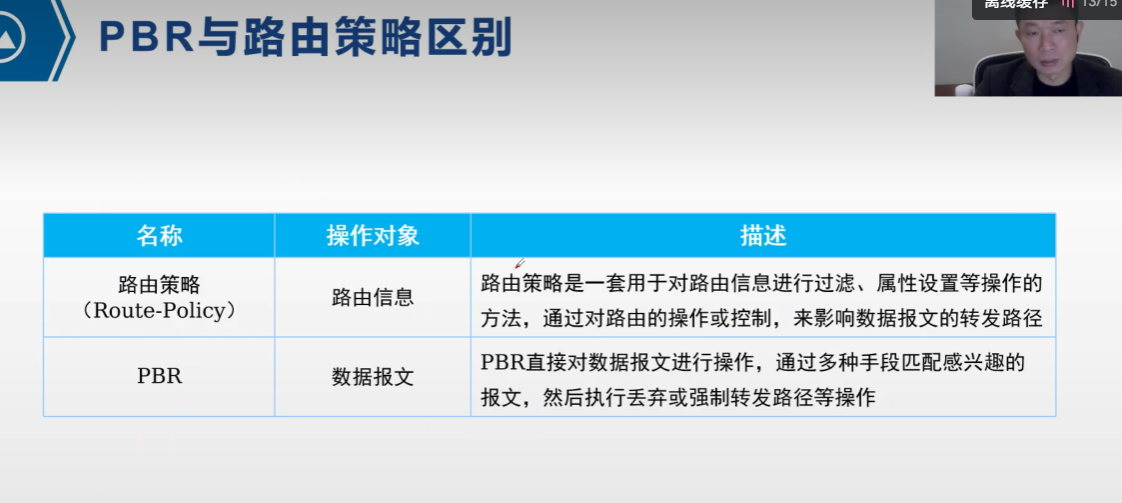 离线缓存 13/15
PBR与路由策略区别
名称 操作对象 描述
路由策略
（Route-Policy）
路由信息
路由策略是一套用于对路由信息进行过滤、属性设置等操作的
方法，通过对路由的操作或控制，来影响数据报文的转发路径
PBR
数据报文
PBR直接对数据报文进行操作，通过多种手段匹配感兴趣的
报文，然后执行丢弃或强制转发路径等操作